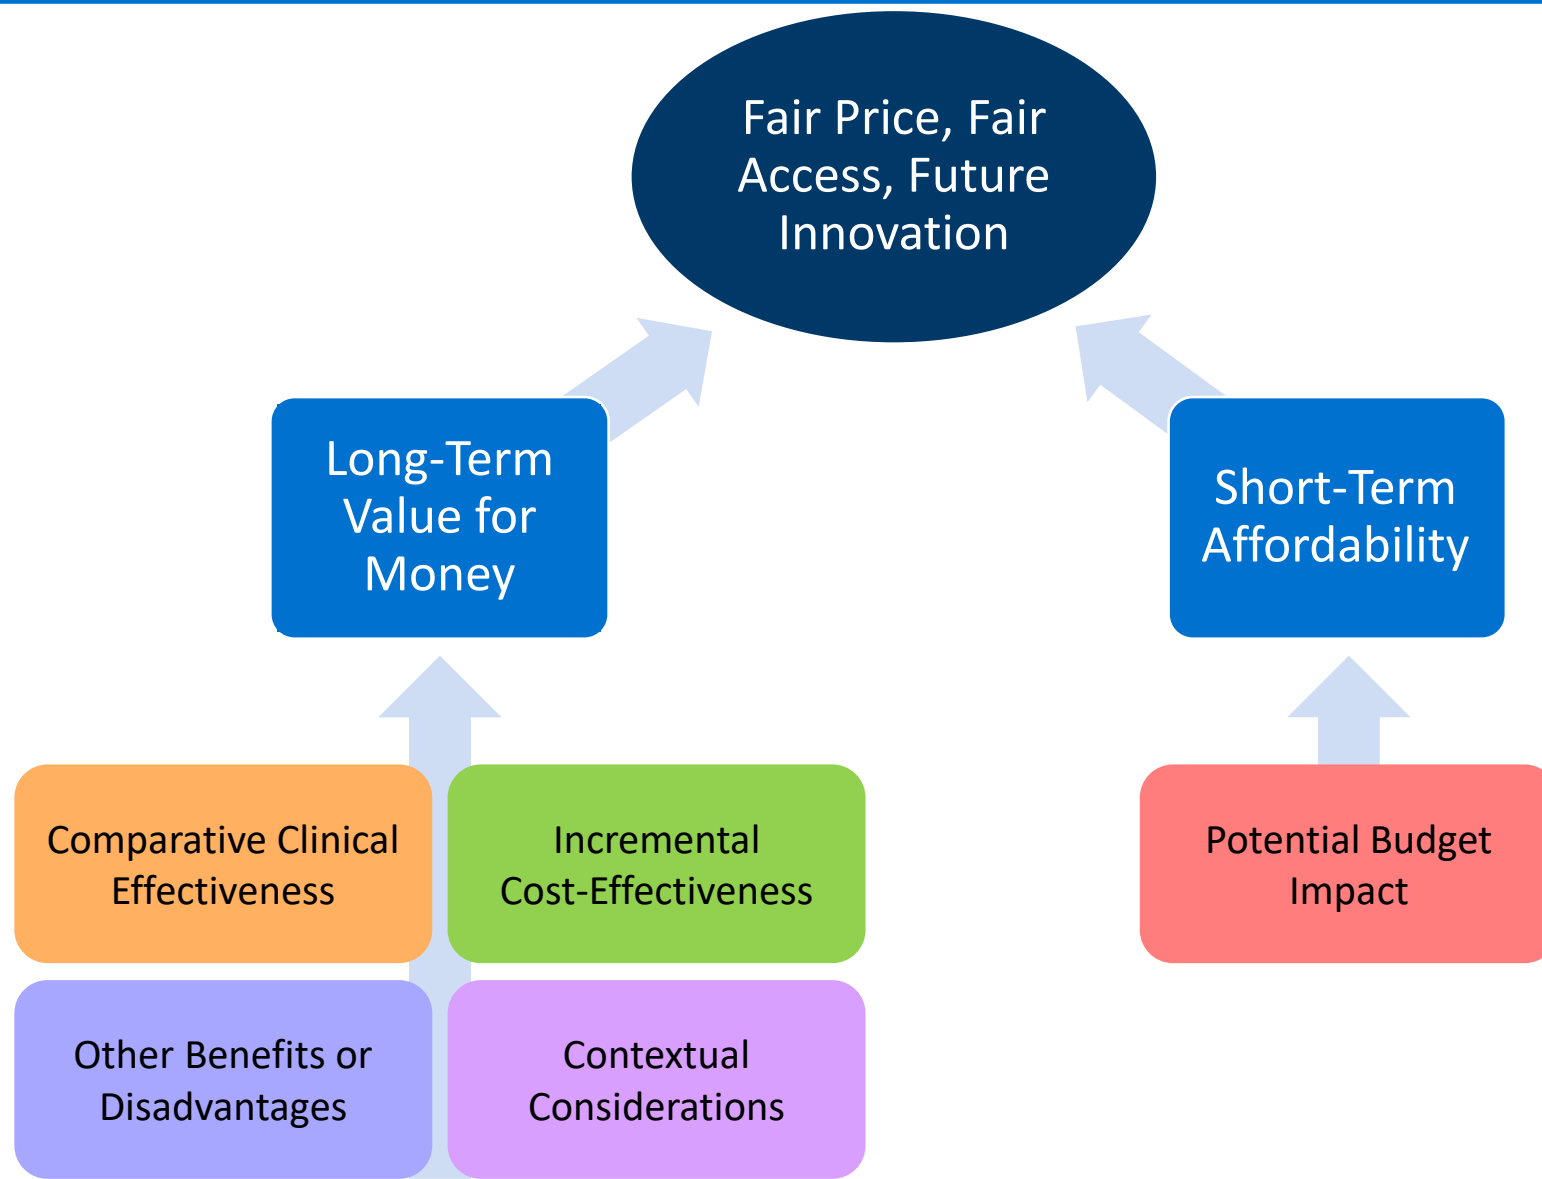 Fair Price, Fair
Access, Future
Innovation
Long-Term
Value for
Money
Short-Term
Affordability
Comparative Clinical
Effectiveness
Incremental
Cost-Effectiveness
Potential Budget
Impact
Other Benefits or
Disadvantages
Contextual
Considerations